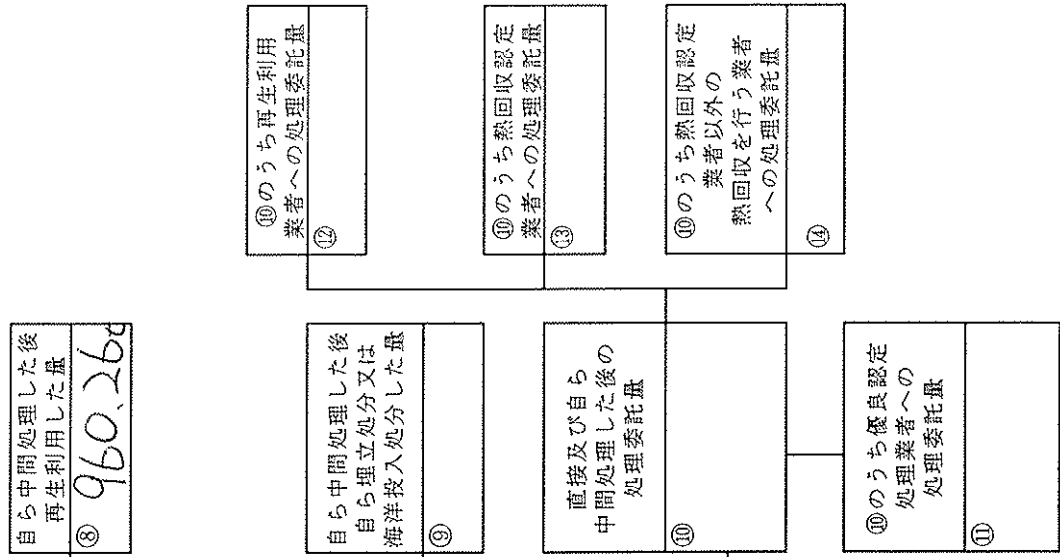 自ら中間処理した後
再生利用した量
⑧ 960、260
自ら中間処理した後
自ら埋立処分又は
海洋投入処分した量
⑨
直接及び自ら
中間処理した後の
処理委託量
⑩
⑩のうち優良認定
処理業者への
処理委託量
⑪
⑩のうち再生利用
業者への処理委託量
⑫
⑩のうち熱回収認定
業者への処理委託量
⑬
⑩のうち熱回収認定
業者以外の
熱回収を行う業者
への処理委託量
⑭